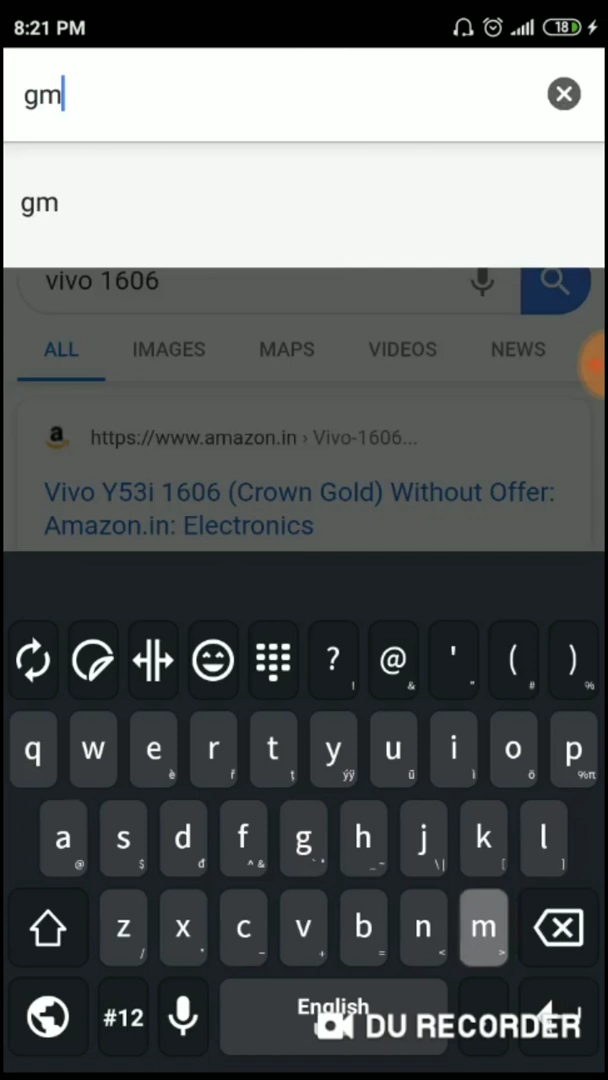 8:21 PM 18
gm
gm
vivo 1606
ALL IMAGES MAPS VIDEOS NEWS
a https://www.amazon.in › Vivo-1606...
Vivo Y53i 1606 (Crown Gold) Without Offer:
Amazon.in: Electronics
? ! @ & ' " ( # ) %
q w e è r ř t ţ y ýÿ u ű i ì o ö p %π
a @ s $ d đ f ^ & g h _ ~ j \ | k [ l ]
z / x * c - v + b = n < m >
#12 English
DU RECORDER